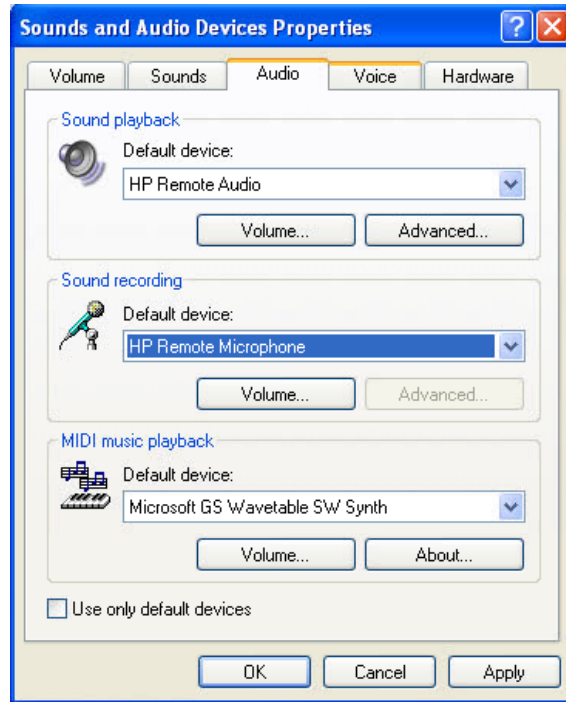 Sounds and Audio Devices Properties
Volume Sounds Audio Voice Hardware
Sound playback
Default device:
HP Remote Audio
Volume... Advanced...
Sound recording
Default device:
HP Remote Microphone
Volume... Advanced...
MIDI music playback
Default device:
Microsoft GS Wavetable SW Synth
Volume... About...
Use only default devices
OK Cancel Apply